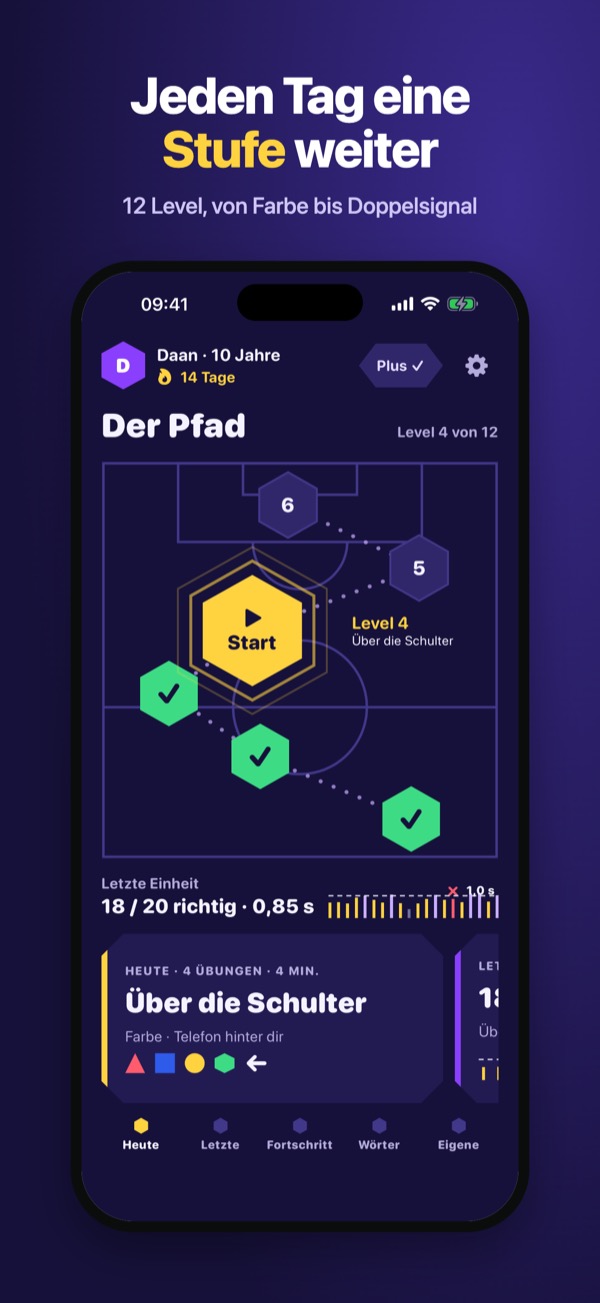 Jeden Tag eine
Stufe weiter
12 Level, von Farbe bis Doppelsignal
09:41
D
Daan · 10 Jahre
14 Tage
Plus ✓
Der Pfad
Level 4 von 12
6
5
Start
Level 4
Über die Schulter
Letzte Einheit
18 / 20 richtig · 0,85 s
1,0 s
HEUTE · 4 ÜBUNGEN · 4 MIN.
Über die Schulter
Farbe · Telefon hinter dir
LET
18
Üb
Heute
Letzte
Fortschritt
Wörter
Eigene